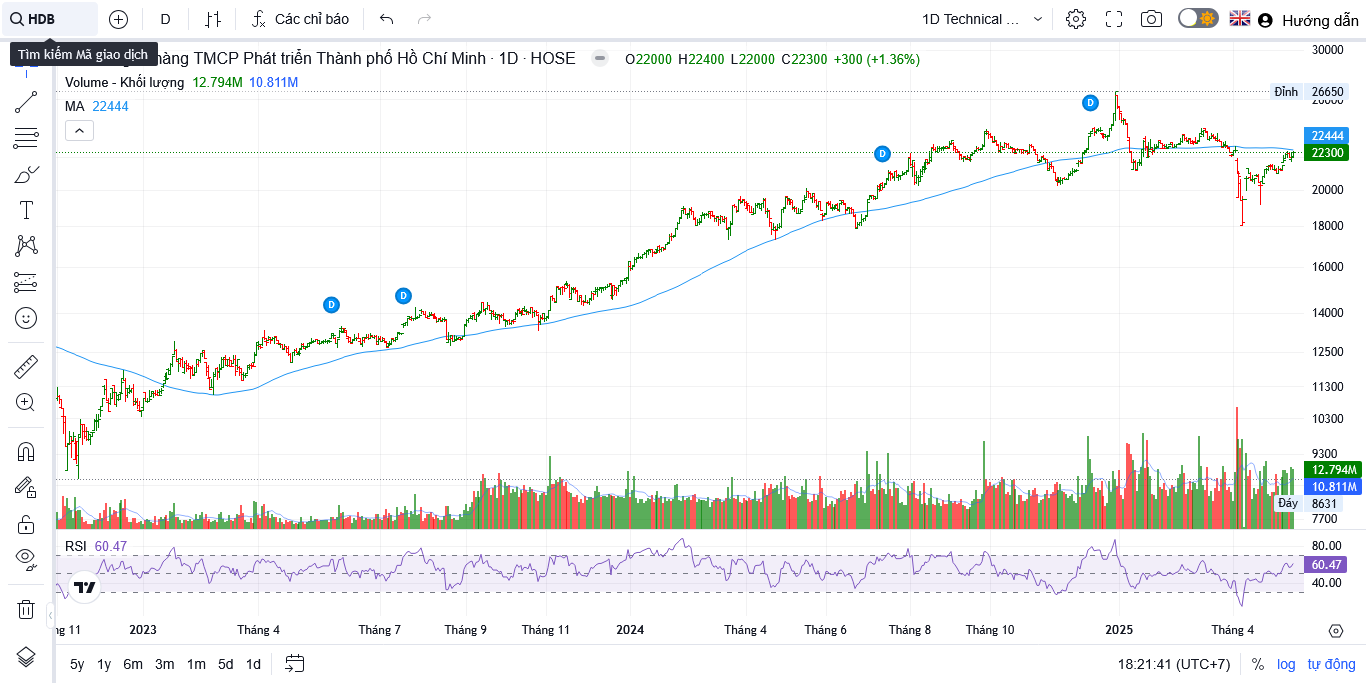 HDB
D
Các chỉ báo
1D Technical ...
Hướng dẫn
Tìm kiếm Mã giao dịch
hàng TMCP Phát triển Thành phố Hồ Chí Minh · 1D · HOSE
O22000 H22400 L22000 C22300 +300 (+1.36%)
Volume - Khối lượng 12.794M 10.811M
MA 22444
30000
Đỉnh 26650
22444
22300
20000
18000
16000
14000
12500
11300
10300
9300
12.794M
10.811M
Đáy 8631
7700
D
D
D
D
RSI 60.47
80.00
60.47
40.00
ng 11
2023
Tháng 4
Tháng 7
Tháng 9
Tháng 11
2024
Tháng 4
Tháng 6
Tháng 8
Tháng 10
2025
Tháng 4
5y 1y 6m 3m 1m 5d 1d
18:21:41 (UTC+7)
% log tự động